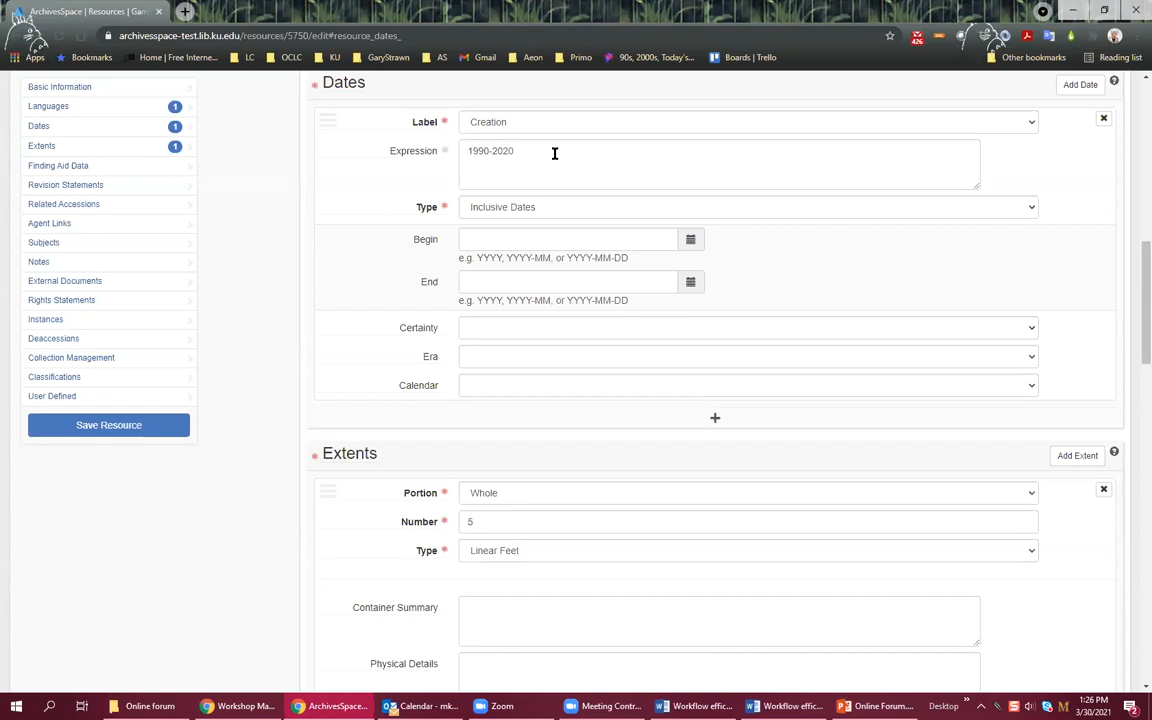 ArchivesSpace | Resources | Gam
archivesspace-test.lib.ku.edu/resources/5750/edit#resource_dates_
Apps
Bookmarks
Home | Free Interne...
LC
OCLC
KU
GaryStrawn
AS
Gmail
Aeon
Primo
90s, 2000s, Today's...
Boards | Trello
Other bookmarks
Reading list
426
Basic Information
Languages 1
Dates 1
Extents 1
Finding Aid Data
Revision Statements
Related Accessions
Agent Links
Subjects
Notes
External Documents
Rights Statements
Instances
Deaccessions
Collection Management
Classifications
User Defined
Save Resource
* Dates
Add Date
Label * Creation
Expression 1990-2020
Type * Inclusive Dates
Begin
e.g. YYYY, YYYY-MM, or YYYY-MM-DD
End
e.g. YYYY, YYYY-MM, or YYYY-MM-DD
Certainty
Era
Calendar
+
* Extents
Add Extent
Portion * Whole
Number * 5
Type * Linear Feet
Container Summary
Physical Details
Online forum
Workshop Ma...
ArchivesSpace...
Calendar - mk...
Zoom
Meeting Contr...
Workflow effic...
Workflow effic...
Online Forum....
Desktop
1:26 PM
3/30/2021
2